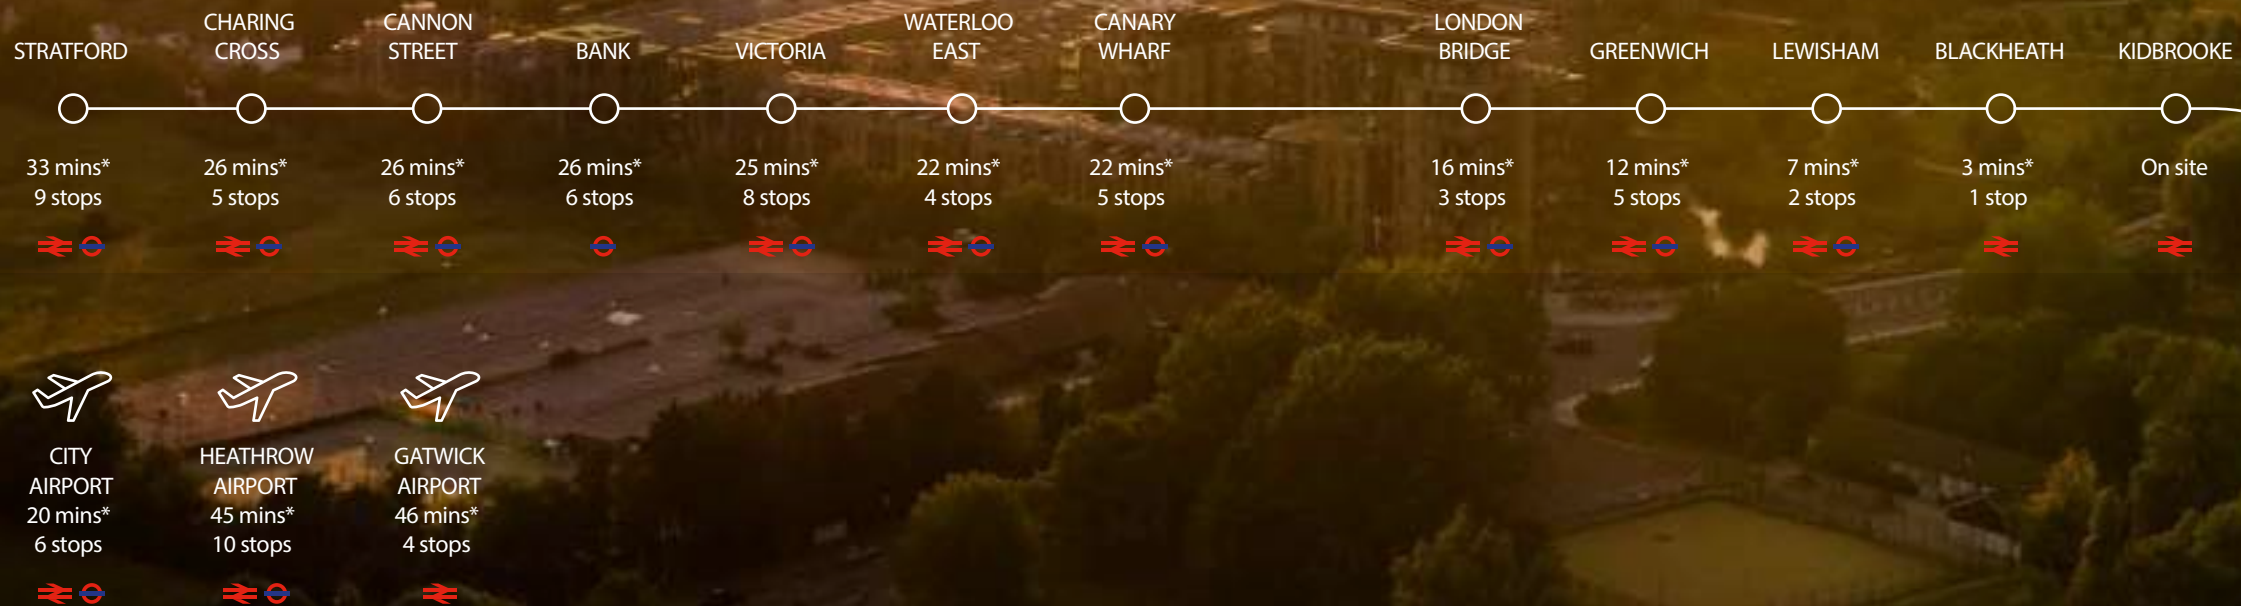 STRATFORD
33 mins*
9 stops
CHARING
CROSS
26 mins*
5 stops
CANNON
STREET
26 mins*
6 stops
BANK
26 mins*
6 stops
VICTORIA
25 mins*
8 stops
WATERLOO
EAST
22 mins*
4 stops
CANARY
WHARF
22 mins*
5 stops
LONDON
BRIDGE
16 mins*
3 stops
GREENWICH
12 mins*
5 stops
LEWISHAM
7 mins*
2 stops
BLACKHEATH
3 mins*
1 stop
KIDBROOKE
On site
CITY
AIRPORT
20 mins*
6 stops
HEATHROW
AIRPORT
45 mins*
10 stops
GATWICK
AIRPORT
46 mins*
4 stops